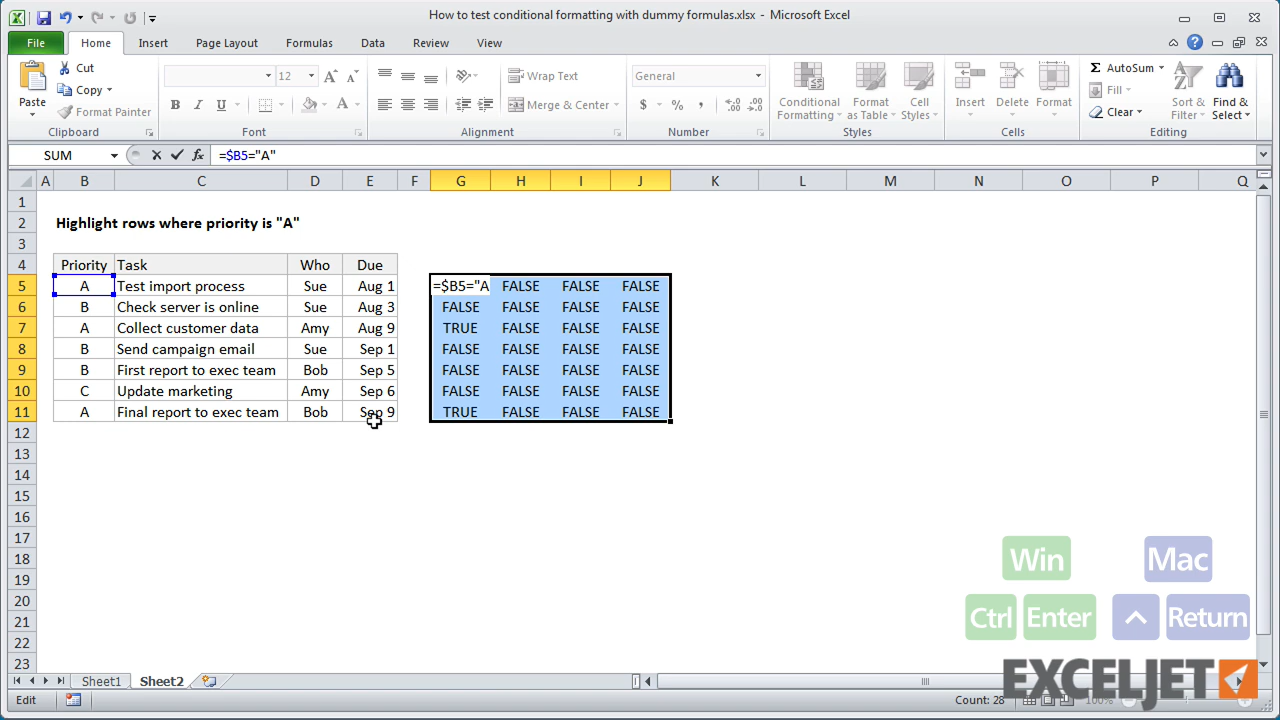 How to test conditional formatting with dummy formulas.xlsx - Microsoft Excel
File Home Insert Page Layout Formulas Data Review View
Paste Cut Copy Format Painter Clipboard
12 B I U A A A Font
Wrap Text Merge & Center Alignment
General $ % , .0 .00 .00 .0 Number
Conditional Formatting Format as Table Cell Styles Styles
Insert Delete Format Cells
Σ AutoSum Fill Clear Sort & Filter Find & Select Editing
SUM fx =$B5="A"
A B C D E F G H I J K L M N O P Q
1
2 Highlight rows where priority is "A"
3
4 Priority Task Who Due
5 A Test import process Sue Aug 1 =$B5="A FALSE FALSE FALSE
6 B Check server is online Sue Aug 3 FALSE FALSE FALSE FALSE
7 A Collect customer data Amy Aug 9 TRUE FALSE FALSE FALSE
8 B Send campaign email Sue Sep 1 FALSE FALSE FALSE FALSE
9 B First report to exec team Bob Sep 5 FALSE FALSE FALSE FALSE
10 C Update marketing Amy Sep 6 FALSE FALSE FALSE FALSE
11 A Final report to exec team Bob Sep 9 TRUE FALSE FALSE FALSE
12
13
14
15
16
17
18
19
20
21
22
23
Win Mac
Ctrl Enter Return
EXCELJET
Sheet1 Sheet2
Edit Count: 28 100%